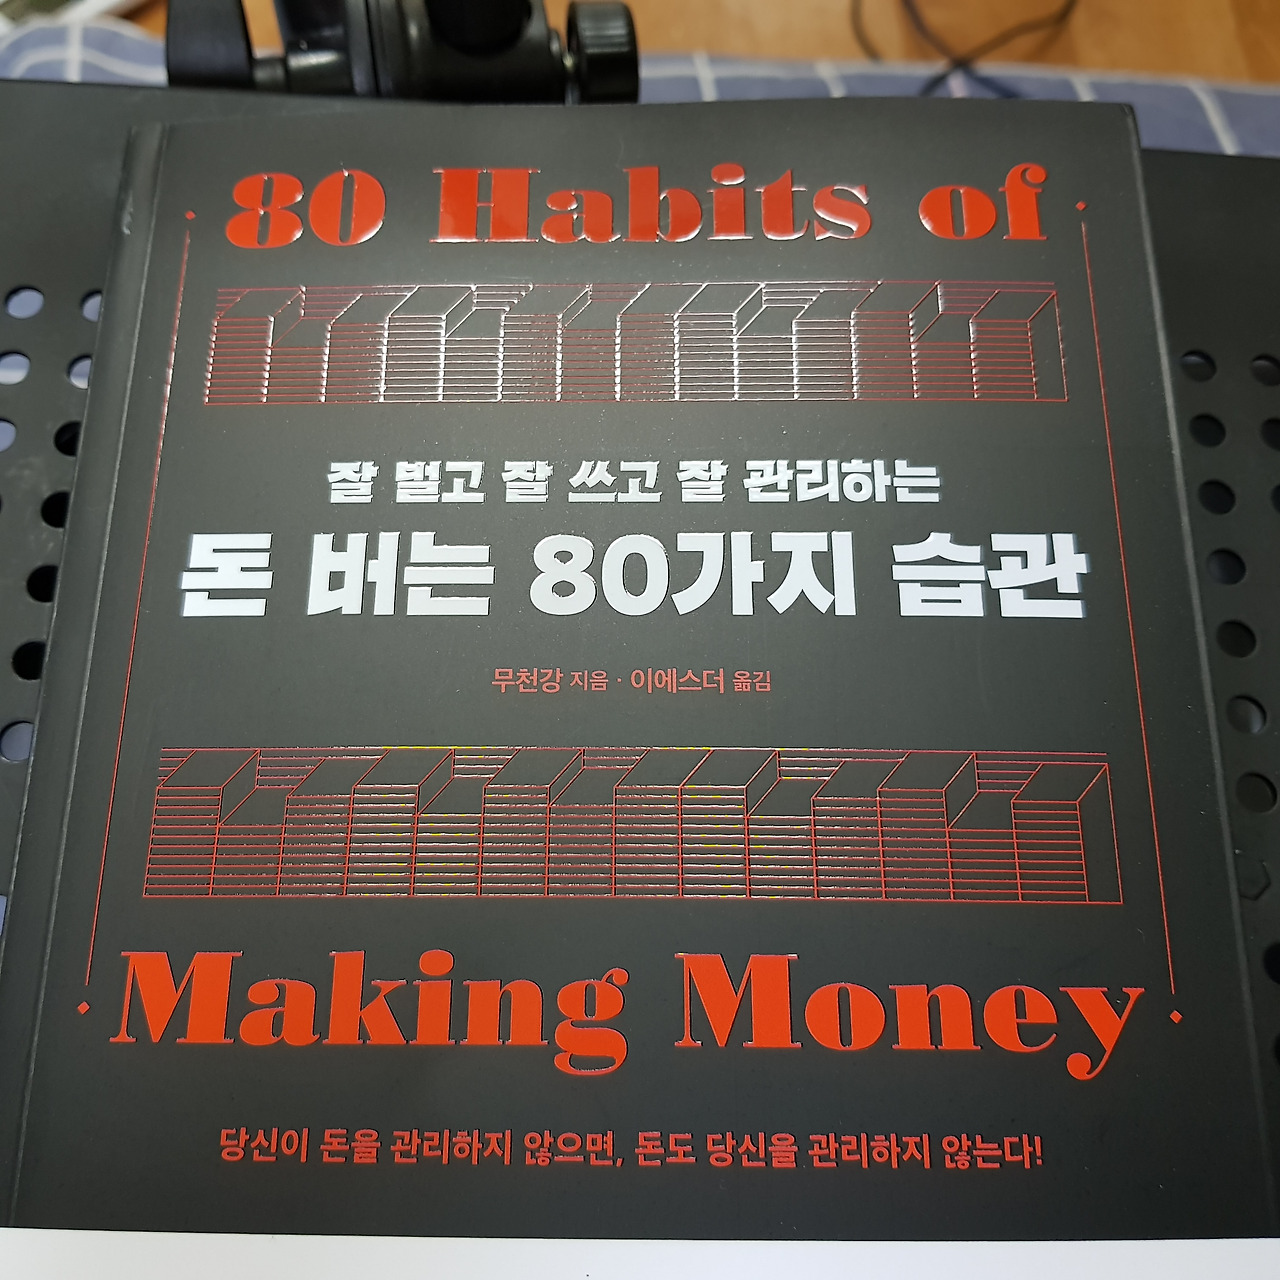 80 Habits of
잘 벌고 잘 쓰고 잘 관리하는
돈 버는 80가지 습관
무천강 지음 · 이에스더 옮김
Making Money
당신이 돈을 관리하지 않으면, 돈도 당신을 관리하지 않는다!